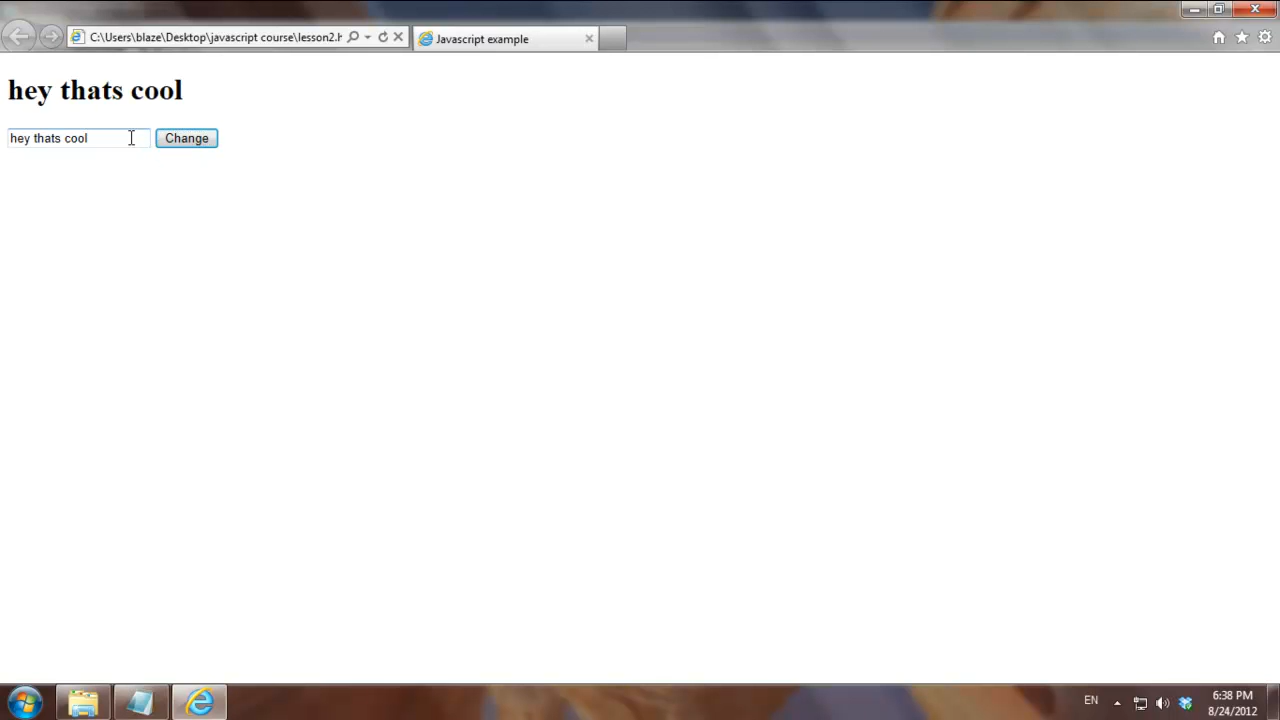 C:\Users\blaze\Desktop\javascript course\lesson2.h
Javascript example
hey thats cool
hey thats cool Change
EN
6:38 PM
8/24/2012